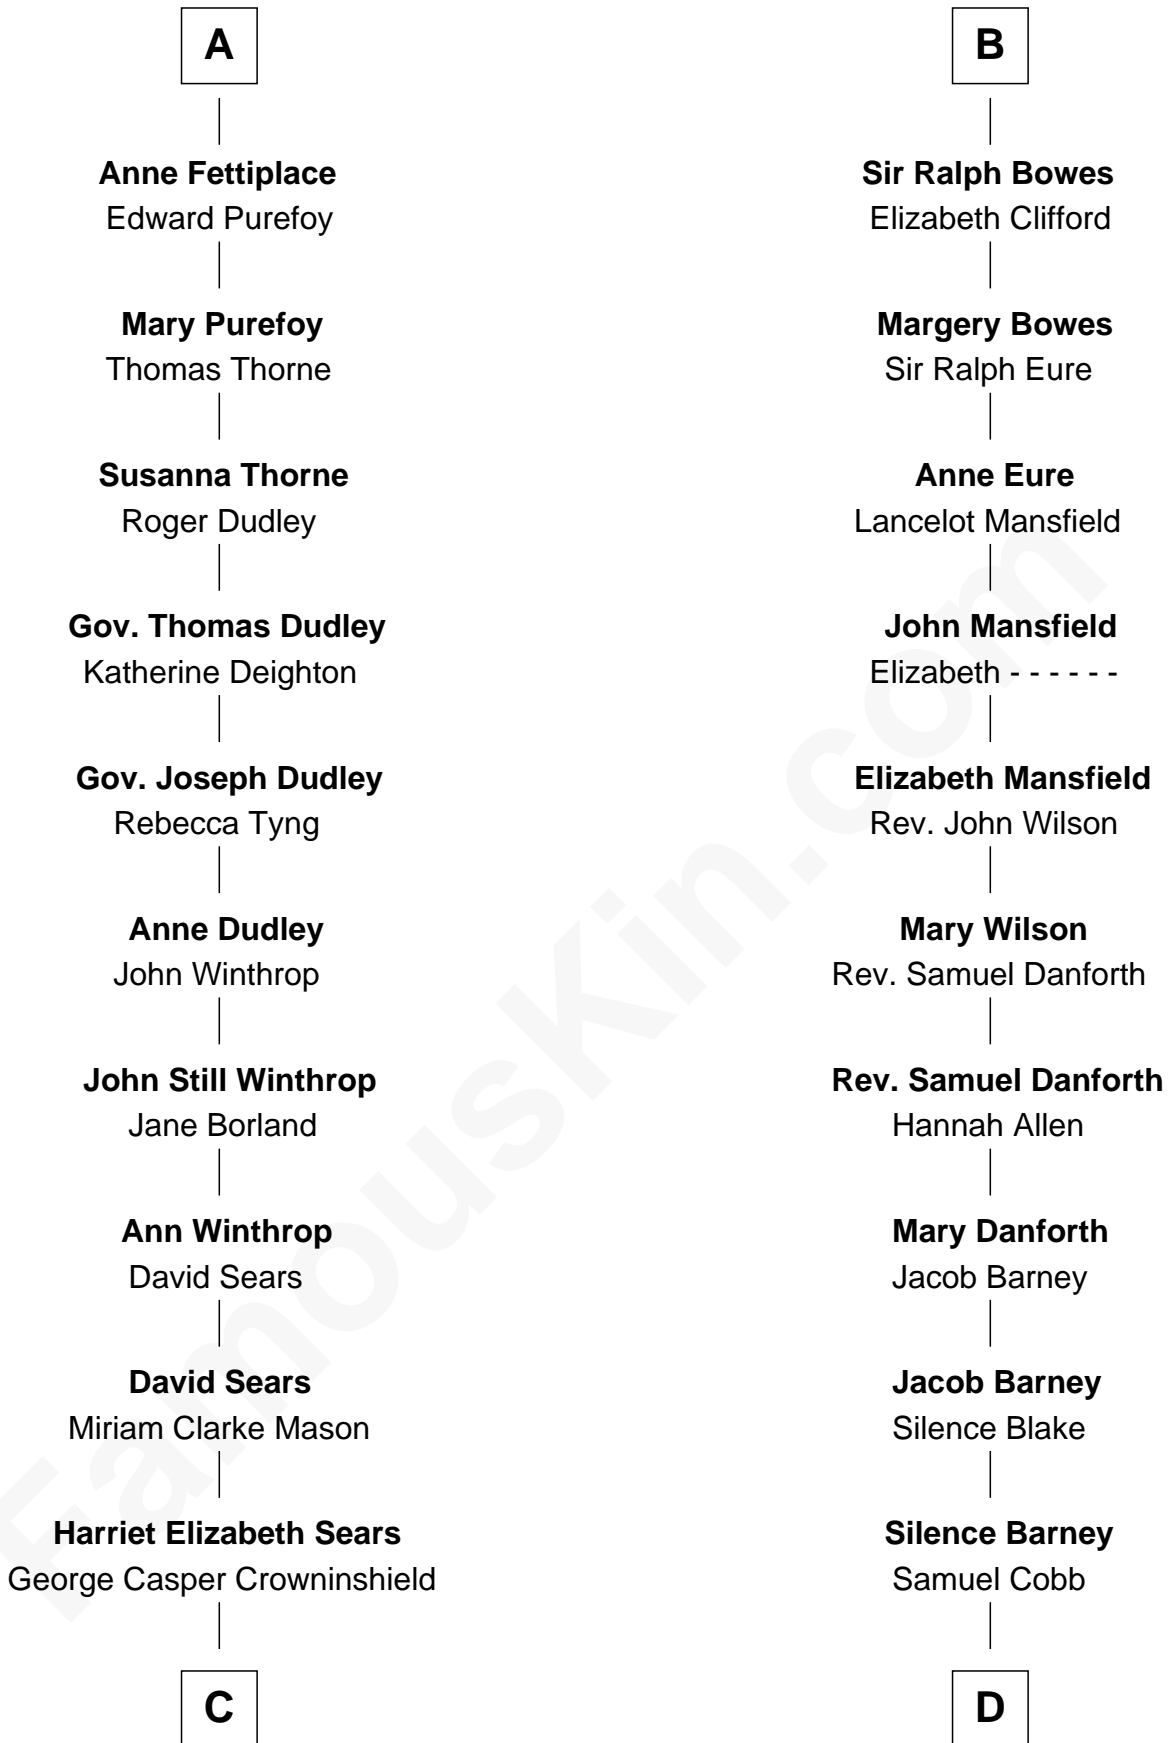 A
Anne Fettiplace
Edward Purefoy
Mary Purefoy
Thomas Thorne
Susanna Thorne
Roger Dudley
Gov. Thomas Dudley
Katherine Deighton
Gov. Joseph Dudley
Rebecca Tyng
Anne Dudley
John Winthrop
John Still Winthrop
Jane Borland
Ann Winthrop
David Sears
David Sears
Miriam Clarke Mason
Harriet Elizabeth Sears
George Casper Crowninshield
C
B
Sir Ralph Bowes
Elizabeth Clifford
Margery Bowes
Sir Ralph Eure
Anne Eure
Lancelot Mansfield
John Mansfield
Elizabeth - - - - - -
Elizabeth Mansfield
Rev. John Wilson
Mary Wilson
Rev. Samuel Danforth
Rev. Samuel Danforth
Hannah Allen
Mary Danforth
Jacob Barney
Jacob Barney
Silence Blake
Silence Barney
Samuel Cobb
D
FamousKin.com